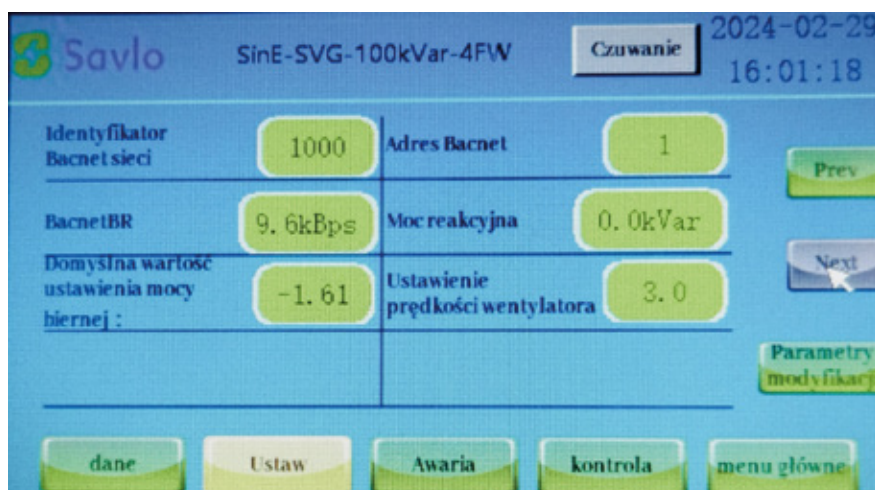 Savlo
SinE-SVG-100kVar-4FW
Czuwanie
2024-02-29
16:01:18
Identyfikator
Bacnet sieci
1000
Adres Bacnet
1
Prev
BacnetBR
9.6kBps
Moc reakcyjna
0.0kVar
Next
Domyślna wartość
ustawienia mocy
biernej :
-1.61
Ustawienie
prędkości wentylatora
3.0
Parametry
modyfikacj
dane
Ustaw
Awaria
kontrola
menu główne